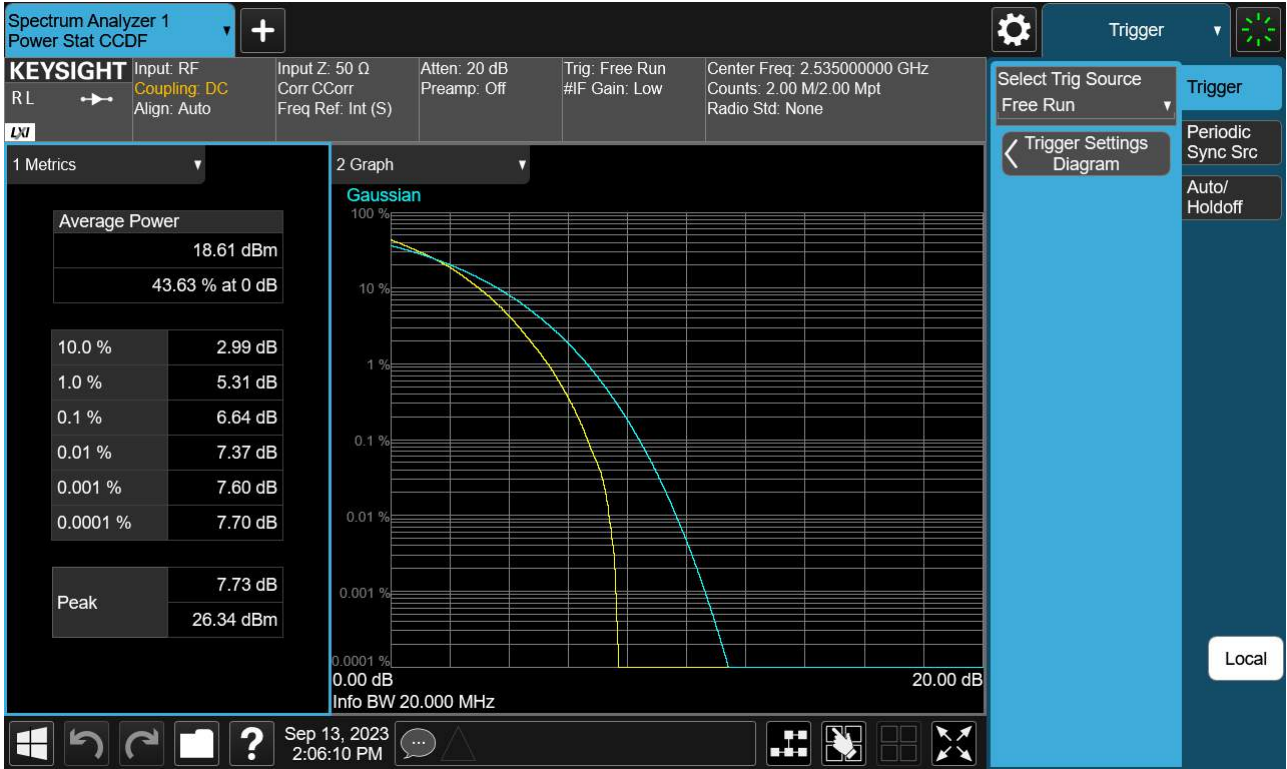 Spectrum Analyzer 1
Power Stat CCDF
Trigger
KEYSIGHT
RL
LXI
Input: RF
Coupling: DC
Align: Auto
Input Z: 50 Ω
Corr CCorr
Freq Ref: Int (S)
Atten: 20 dB
Preamp: Off
Trig: Free Run
#IF Gain: Low
Center Freq: 2.535000000 GHz
Counts: 2.00 M/2.00 Mpt
Radio Std: None
Select Trig Source
Free Run
Trigger Settings
Diagram
Trigger
Periodic
Sync Src
Auto/
Holdoff
1 Metrics
Average Power
18.61 dBm
43.63 % at 0 dB
10.0 % 2.99 dB
1.0 % 5.31 dB
0.1 % 6.64 dB
0.01 % 7.37 dB
0.001 % 7.60 dB
0.0001 % 7.70 dB
Peak
7.73 dB
26.34 dBm
2 Graph
Gaussian
100 %
10 %
1 %
0.1 %
0.01 %
0.001 %
0.0001 %
0.00 dB 20.00 dB
Info BW 20.000 MHz
Local
?
Sep 13, 2023
2:06:10 PM